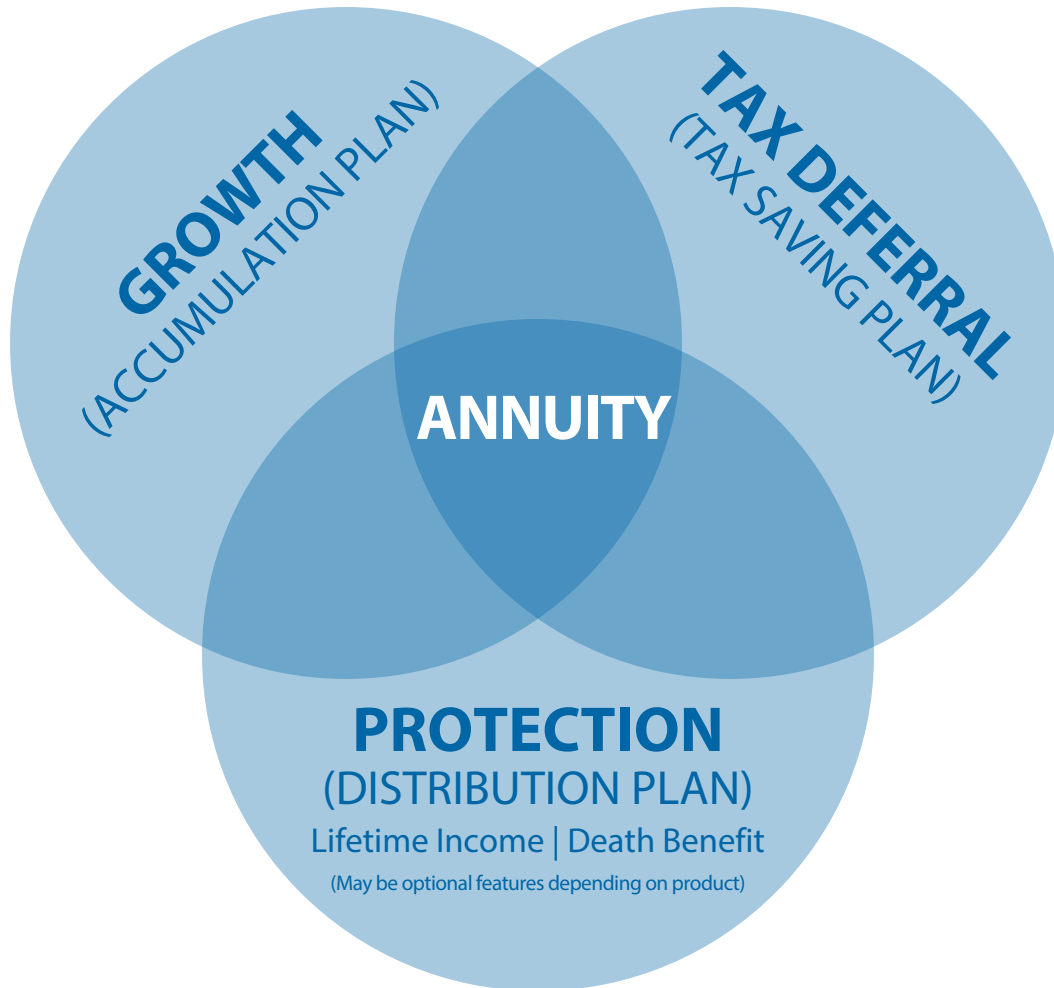 GROWTH
(ACCUMULATION PLAN)
TAX DEFERRAL
(TAX SAVING PLAN)
ANNUITY
PROTECTION
(DISTRIBUTION PLAN)
Lifetime Income | Death Benefit
(May be optional features depending on product)